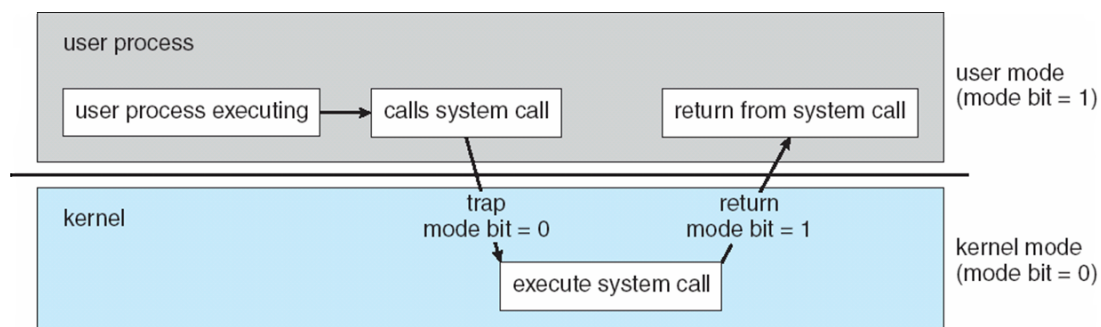 user process
user process executing
calls system call
return from system call
user mode
(mode bit = 1)
kernel
trap
mode bit = 0
return
mode bit = 1
execute system call
kernel mode
(mode bit = 0)